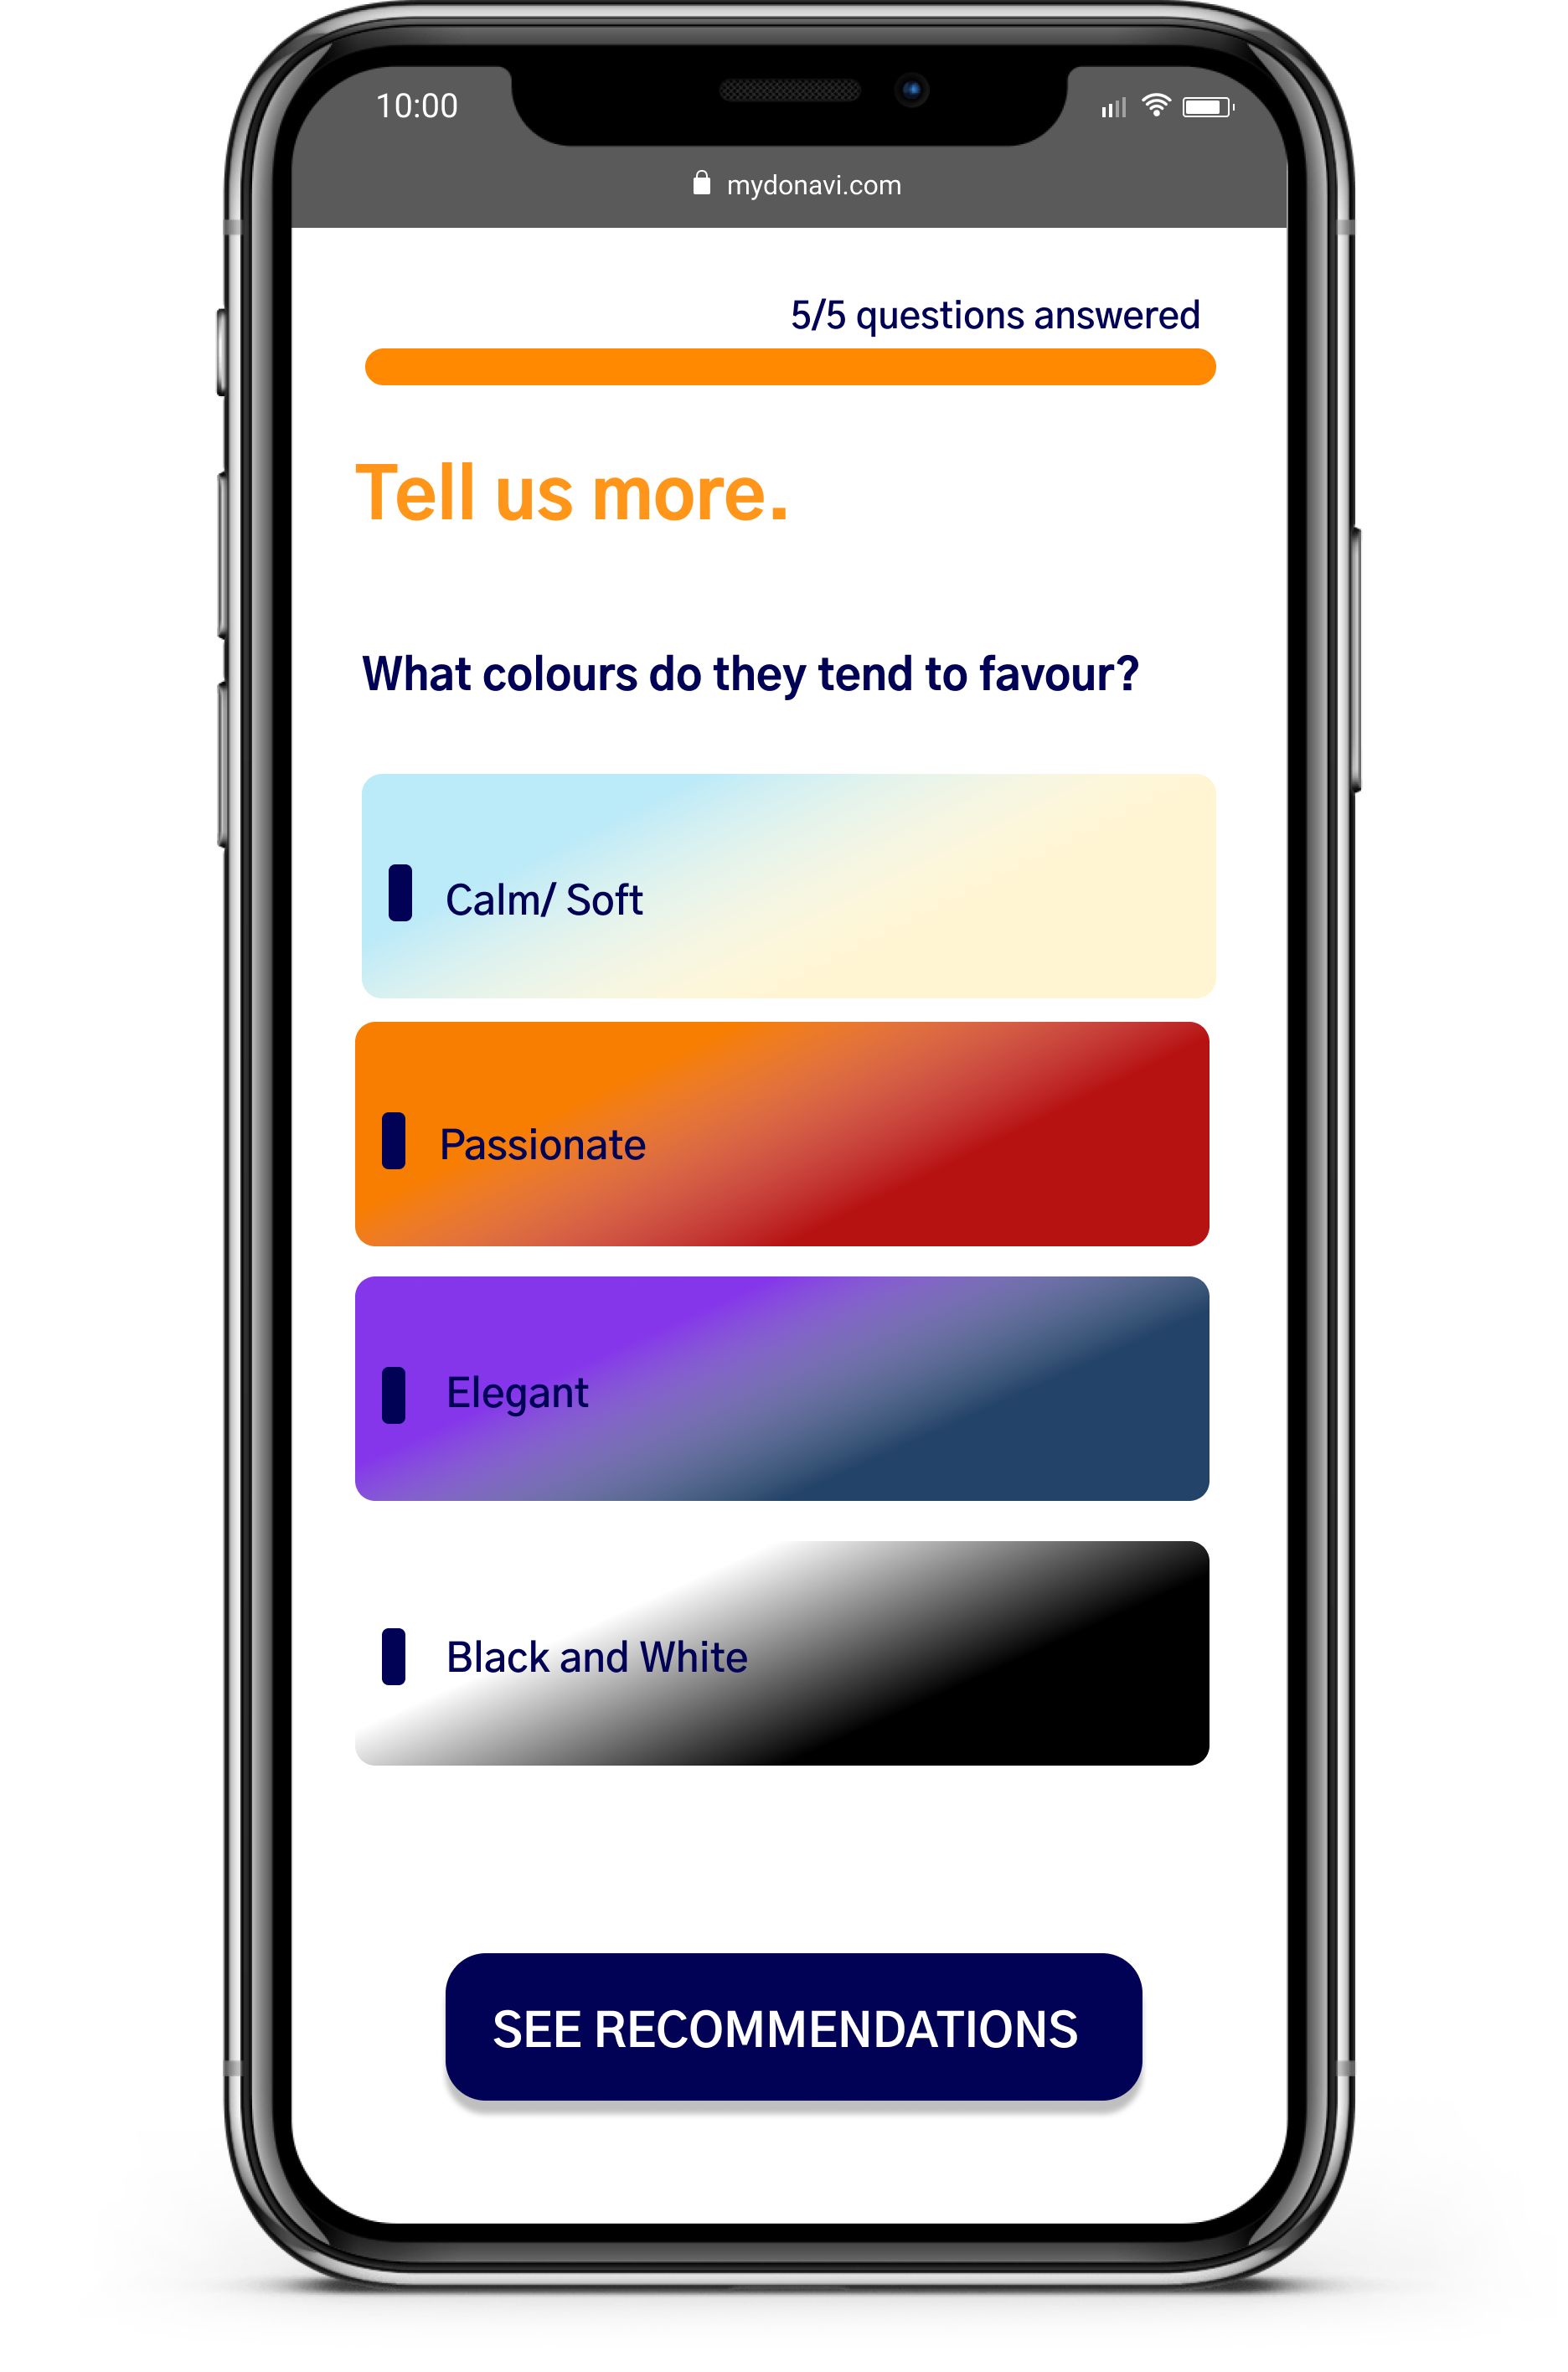 10:00
mydonavi.com
5/5 questions answered
Tell us more.
What colours do they tend to favour?
Calm/ Soft
Passionate
Elegant
Black and White
SEE RECOMMENDATIONS